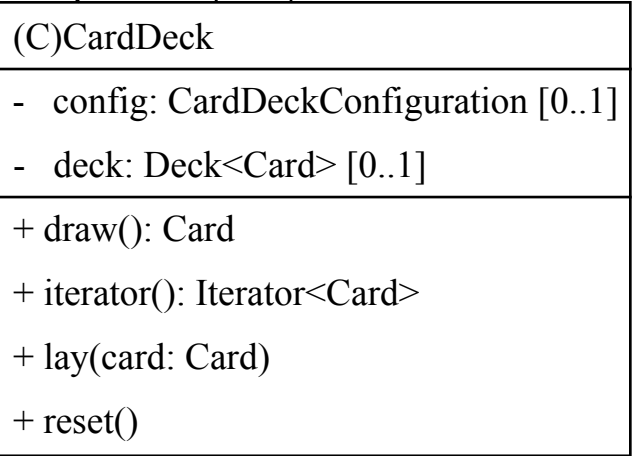 (C)CardDeck
- config: CardDeckConfiguration [0..1]
- deck: Deck<Card> [0..1]
+ draw(): Card
+ iterator(): Iterator<Card>
+ lay(card: Card)
+ reset()